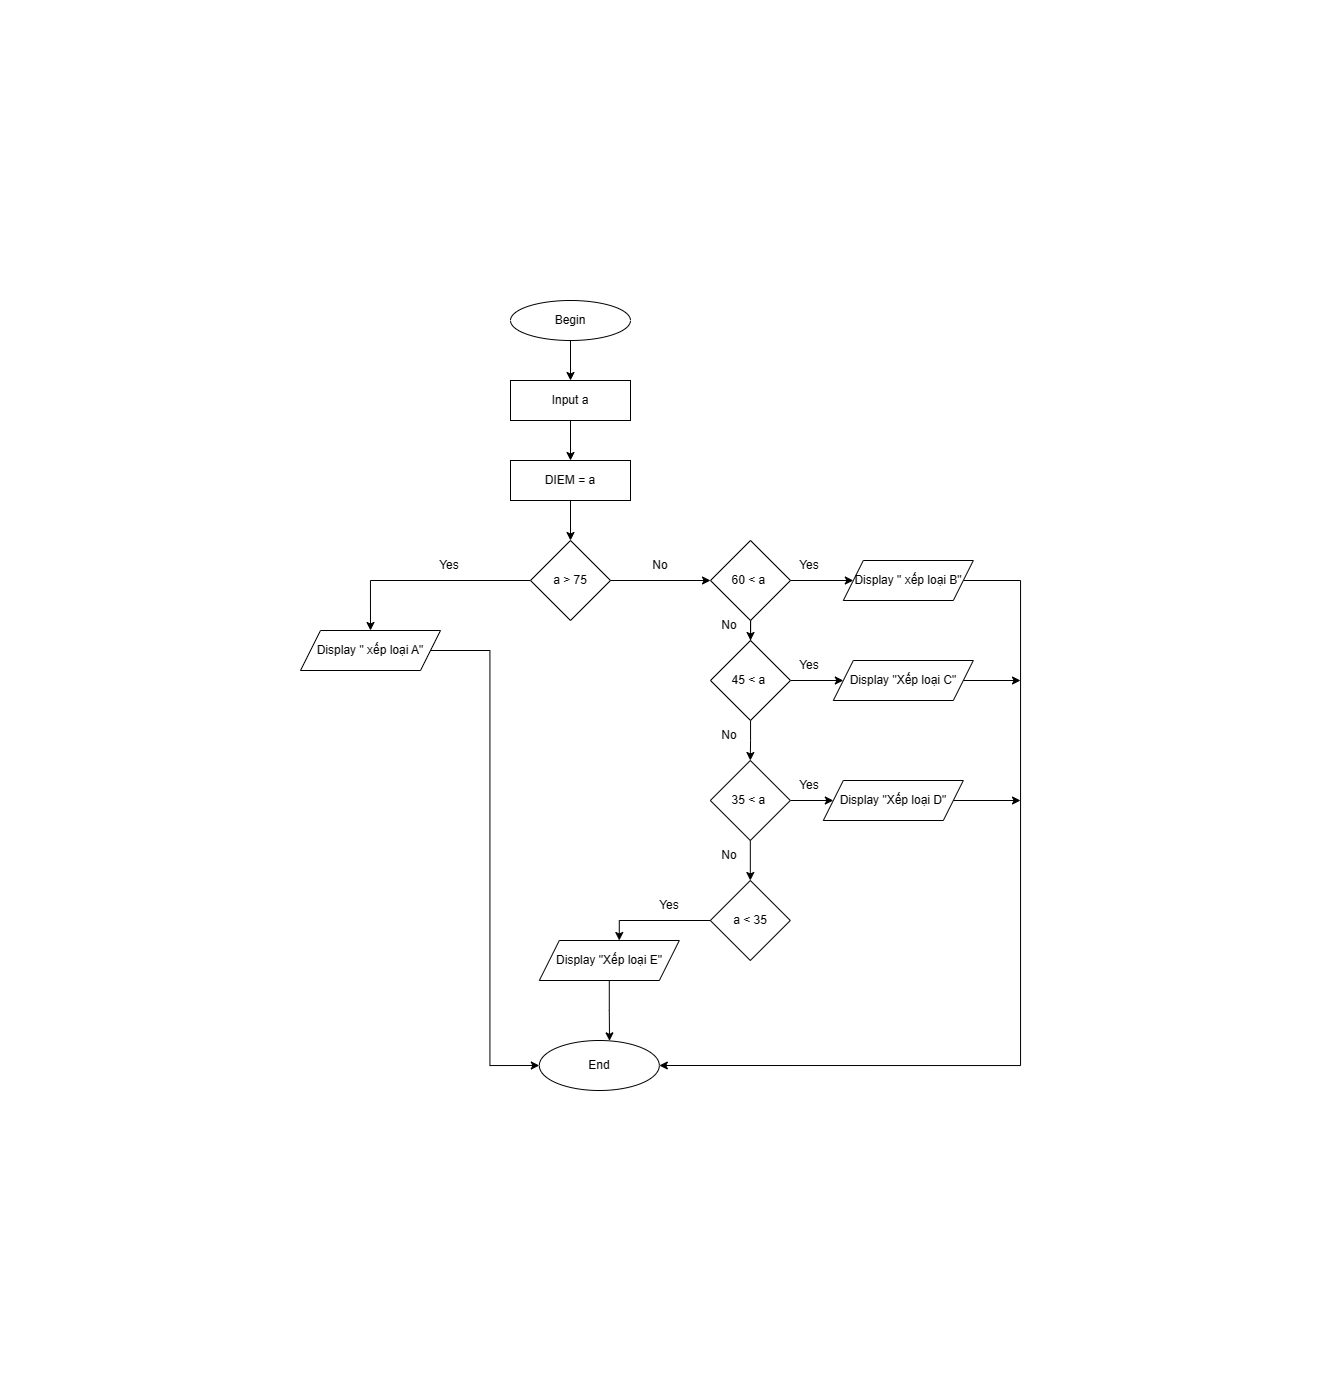 Begin
Input a
DIEM = a
Yes
a > 75
No
60 < a
Yes
Display " xếp loại B"
No
Display " xếp loại A"
45 < a
Yes
Display "Xếp loại C"
No
35 < a
Yes
Display "Xếp loại D"
No
Yes
a < 35
Display "Xếp loại E"
End